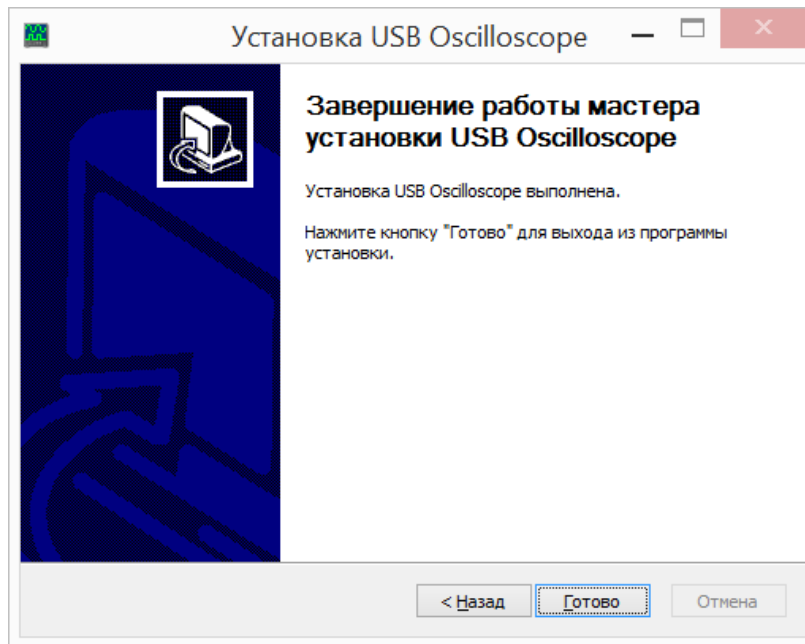 Установка USB Oscilloscope
Завершение работы мастера
установки USB Oscilloscope
Установка USB Oscilloscope выполнена.
Нажмите кнопку "Готово" для выхода из программы
установки.
< Назад
Готово
Отмена